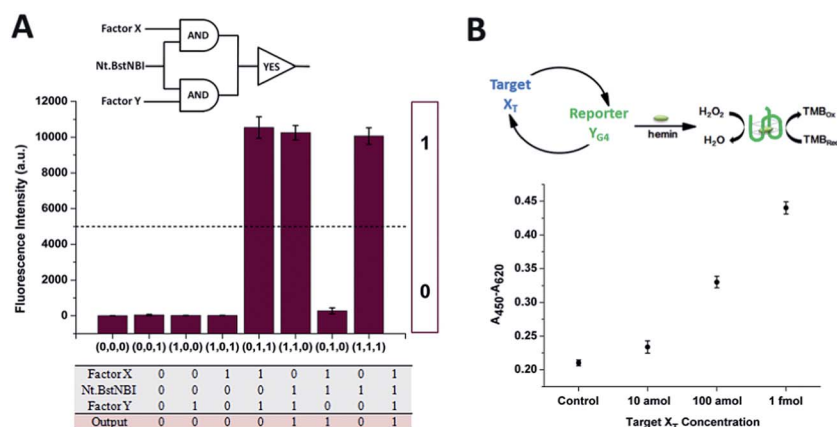 A
Factor X
AND
Nt.BstNBI
YES
Factor Y
AND
Fluorescence Intensity (a.u.)
12000
10000
8000
6000
4000
2000
0
1
0
(0,0,0) (0,0,1) (1,0,0) (1,0,1) (0,1,1) (1,1,0) (0,1,0) (1,1,1)
Factor X 0 0 1 1 0 1 0 1
Nt.BstNBI 0 0 0 0 1 1 1 1
Factor Y 0 1 0 1 1 0 0 1
Output 0 0 0 0 1 1 0 1
B
Target
X_T
Reporter
Y_G4
hemin
H₂O₂
H₂O
TMB_Ox
TMB_Red
A₄₅₀-A₆₂₀
0.45
0.40
0.35
0.30
0.25
0.20
Control 10 amol 100 amol 1 fmol
Target X_T Concentration